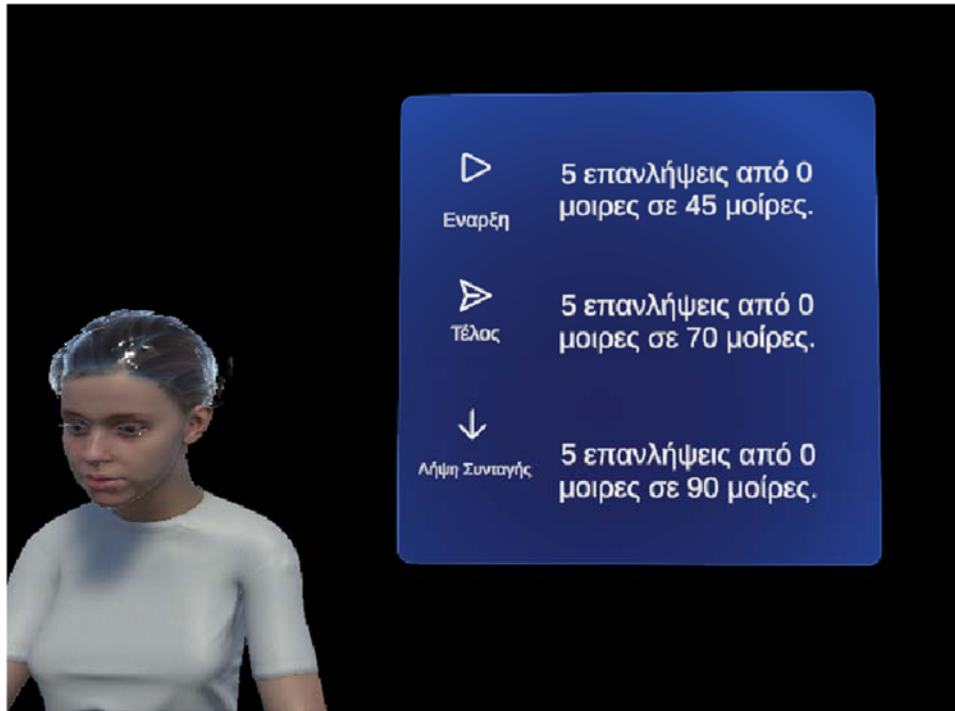 Εναρξη
5 επανλήψεις από 0
μοιρες σε 45 μοίρες.
Τέλος
5 επανλήψεις από 0
μοιρες σε 70 μοίρες.
Λήψη Συνταγής
5 επανλήψεις από 0
μοιρες σε 90 μοίρες.